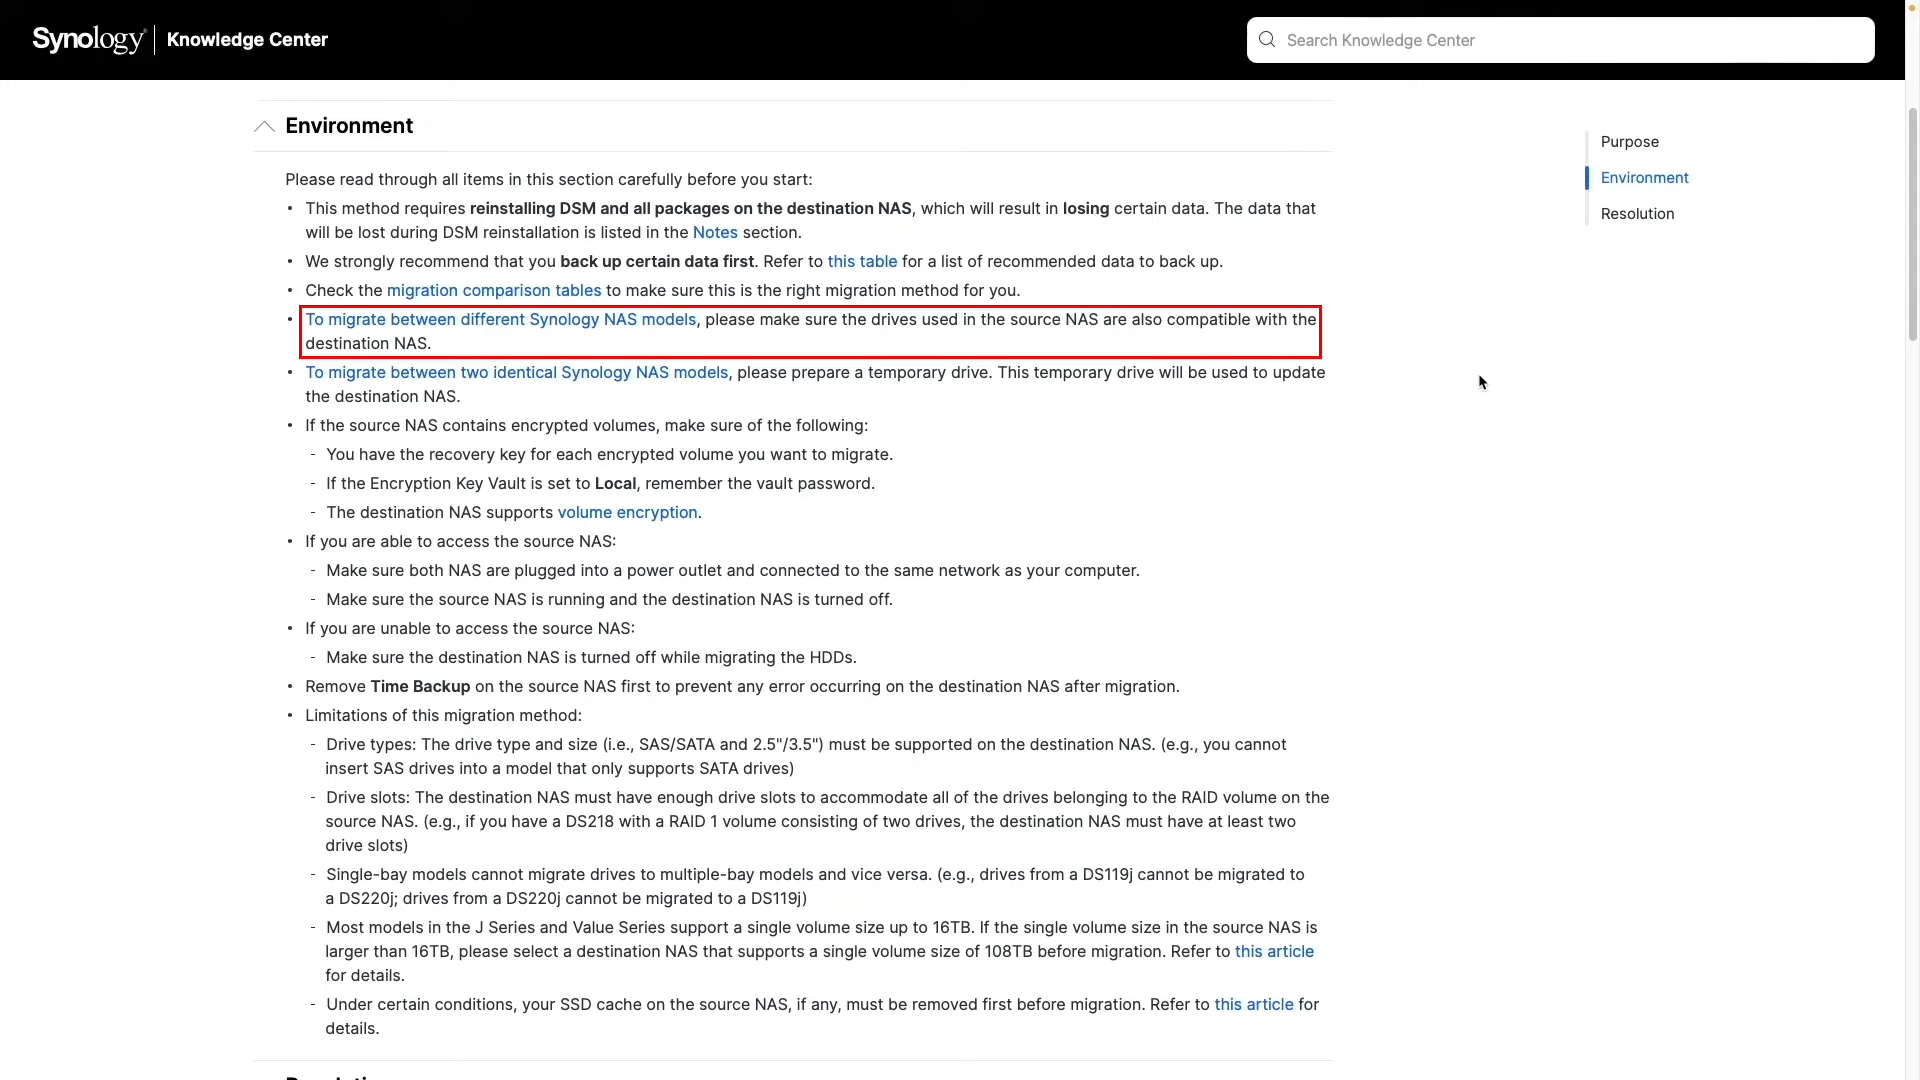 Synology Knowledge Center
Search Knowledge Center
Environment
Please read through all items in this section carefully before you start:
• This method requires reinstalling DSM and all packages on the destination NAS, which will result in losing certain data. The data that
will be lost during DSM reinstallation is listed in the Notes section.
• We strongly recommend that you back up certain data first. Refer to this table for a list of recommended data to back up.
• Check the migration comparison tables to make sure this is the right migration method for you.
• To migrate between different Synology NAS models, please make sure the drives used in the source NAS are also compatible with the
destination NAS.
• To migrate between two identical Synology NAS models, please prepare a temporary drive. This temporary drive will be used to update
the destination NAS.
• If the source NAS contains encrypted volumes, make sure of the following:
- You have the recovery key for each encrypted volume you want to migrate.
- If the Encryption Key Vault is set to Local, remember the vault password.
- The destination NAS supports volume encryption.
• If you are able to access the source NAS:
- Make sure both NAS are plugged into a power outlet and connected to the same network as your computer.
- Make sure the source NAS is running and the destination NAS is turned off.
• If you are unable to access the source NAS:
- Make sure the destination NAS is turned off while migrating the HDDs.
• Remove Time Backup on the source NAS first to prevent any error occurring on the destination NAS after migration.
• Limitations of this migration method:
- Drive types: The drive type and size (i.e., SAS/SATA and 2.5"/3.5") must be supported on the destination NAS. (e.g., you cannot
insert SAS drives into a model that only supports SATA drives)
- Drive slots: The destination NAS must have enough drive slots to accommodate all of the drives belonging to the RAID volume on the
source NAS. (e.g., if you have a DS218 with a RAID 1 volume consisting of two drives, the destination NAS must have at least two
drive slots)
- Single-bay models cannot migrate drives to multiple-bay models and vice versa. (e.g., drives from a DS119j cannot be migrated to
a DS220j; drives from a DS220j cannot be migrated to a DS119j)
- Most models in the J Series and Value Series support a single volume size up to 16TB. If the single volume size in the source NAS is
larger than 16TB, please select a destination NAS that supports a single volume size of 108TB before migration. Refer to this article
for details.
- Under certain conditions, your SSD cache on the source NAS, if any, must be removed first before migration. Refer to this article for
details.
Purpose
Environment
Resolution